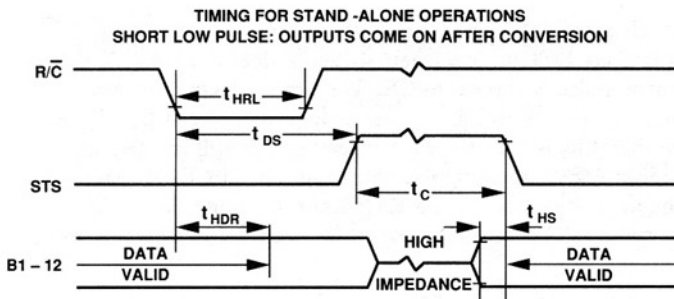 TIMING FOR STAND -ALONE OPERATIONS
SHORT LOW PULSE: OUTPUTS COME ON AFTER CONVERSION
R/C̅
tHRL
tDS
STS
tC
tHDR
tHS
B1 – 12
DATA
VALID
HIGH
IMPEDANCE
DATA
VALID